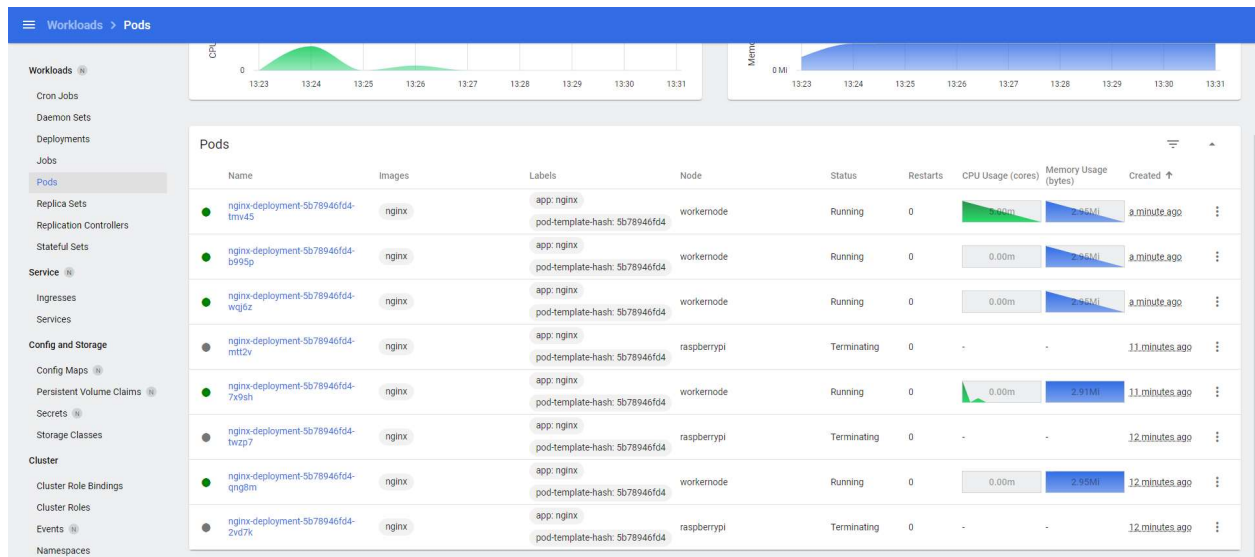 Workloads > Pods
Workloads N
Cron Jobs
Daemon Sets
Deployments
Jobs
Pods
Replica Sets
Replication Controllers
Stateful Sets
Service N
Ingresses
Services
Config and Storage
Config Maps N
Persistent Volume Claims N
Secrets N
Storage Classes
Cluster
Cluster Role Bindings
Cluster Roles
Events N
Namespaces
CPU
0
13:23 13:24 13:25 13:26 13:27 13:28 13:29 13:30 13:31
0 Mi
13:23 13:24 13:25 13:26 13:27 13:28 13:29 13:30 13:31
Pods
Name Images Labels Node Status Restarts CPU Usage (cores) Memory Usage (bytes) Created
nginx-deployment-5b78946fd4-
tmv45
nginx
app: nginx
pod-template-hash: 5b78946fd4
workernode Running 0 5.00m 2.95Mi a minute ago
nginx-deployment-5b78946fd4-
b995p
nginx
app: nginx
pod-template-hash: 5b78946fd4
workernode Running 0 0.00m 2.95Mi a minute ago
nginx-deployment-5b78946fd4-
wqj6z
nginx
app: nginx
pod-template-hash: 5b78946fd4
workernode Running 0 0.00m 2.95Mi a minute ago
nginx-deployment-5b78946fd4-
mtt2v
nginx
app: nginx
pod-template-hash: 5b78946fd4
raspberrypi Terminating 0 - - 11 minutes ago
nginx-deployment-5b78946fd4-
7x9sh
nginx
app: nginx
pod-template-hash: 5b78946fd4
workernode Running 0 0.00m 2.91Mi 11 minutes ago
nginx-deployment-5b78946fd4-
twzp7
nginx
app: nginx
pod-template-hash: 5b78946fd4
raspberrypi Terminating 0 - - 12 minutes ago
nginx-deployment-5b78946fd4-
qng8m
nginx
app: nginx
pod-template-hash: 5b78946fd4
workernode Running 0 0.00m 2.95Mi 12 minutes ago
nginx-deployment-5b78946fd4-
2vd7k
nginx
app: nginx
pod-template-hash: 5b78946fd4
raspberrypi Terminating 0 - - 12 minutes ago